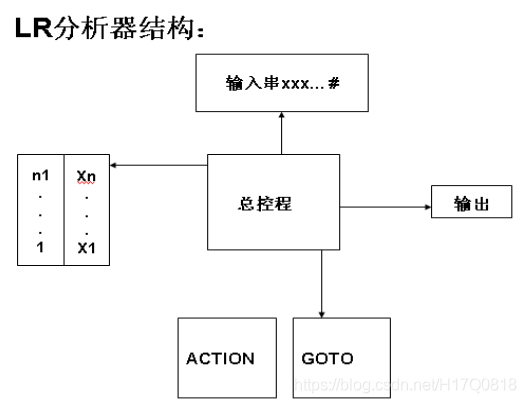 LR分析器结构：
输入串xxx...#
n1 Xn
. .
. .
. .
1 X1
总控程
输出
ACTION
GOTO
https://blog.csdn.net/H17Q0818